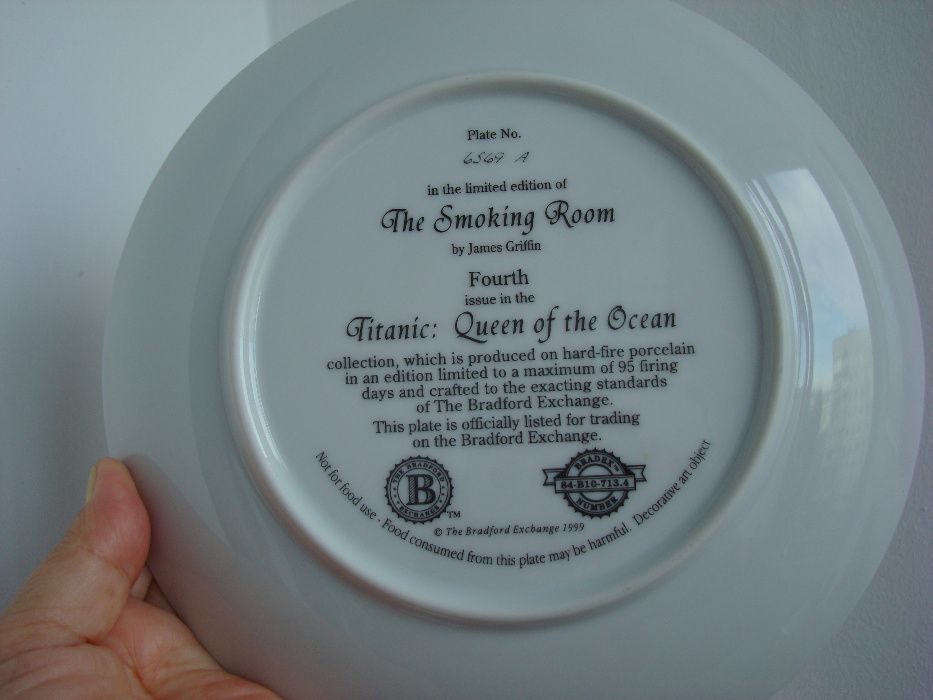 Plate No.
6569 A
in the limited edition of
The Smoking Room
by James Griffin
Fourth
issue in the
Titanic: Queen of the Ocean
collection, which is produced on hard-fire porcelain
in an edition limited to a maximum of 95 firing
days and crafted to the exacting standards
of The Bradford Exchange.
This plate is officially listed for trading
on the Bradford Exchange.
THE BRADFORD
B
EXCHANGE
TM
BRADEX™
84-B10-713.4
NUMBER
© The Bradford Exchange 1999
Not for food use · Food consumed from this plate may be harmful. Decorative art object